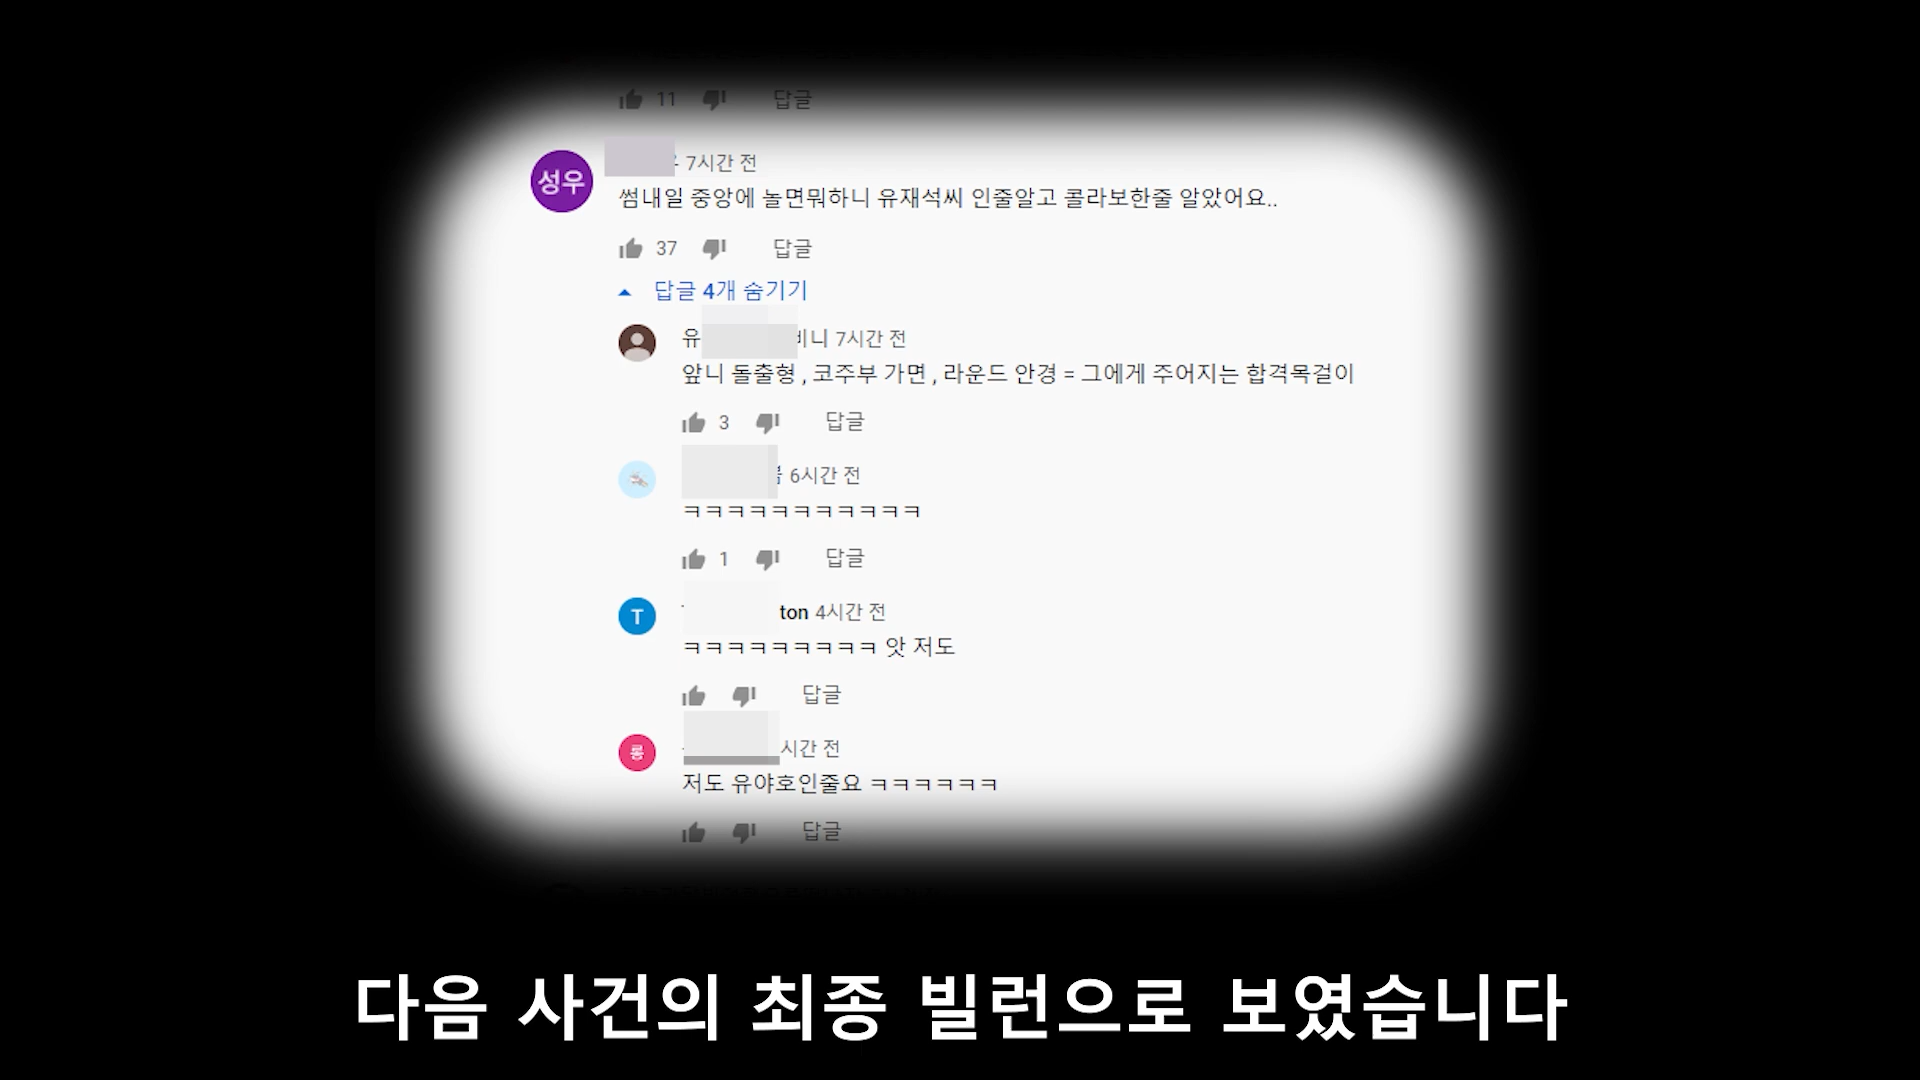 11 답글
성우
7시간 전
썸내일 중앙에 놀면뭐하니 유재석씨 인줄알고 콜라보한줄 알았어요..
37 답글
답글 4개 숨기기
유 비니 7시간 전
앞니 돌출형 , 코주부 가면 , 라운드 안경 = 그에게 주어지는 합격목걸이
3 답글
6시간 전
ㅋㅋㅋㅋㅋㅋㅋㅋㅋㅋㅋ
1 답글
T
ton 4시간 전
ㅋㅋㅋㅋㅋㅋㅋㅋㅋ 앗 저도
답글
롱
시간 전
저도 유야호인줄요 ㅋㅋㅋㅋㅋㅋ
답글
다음 사건의 최종 빌런으로 보였습니다